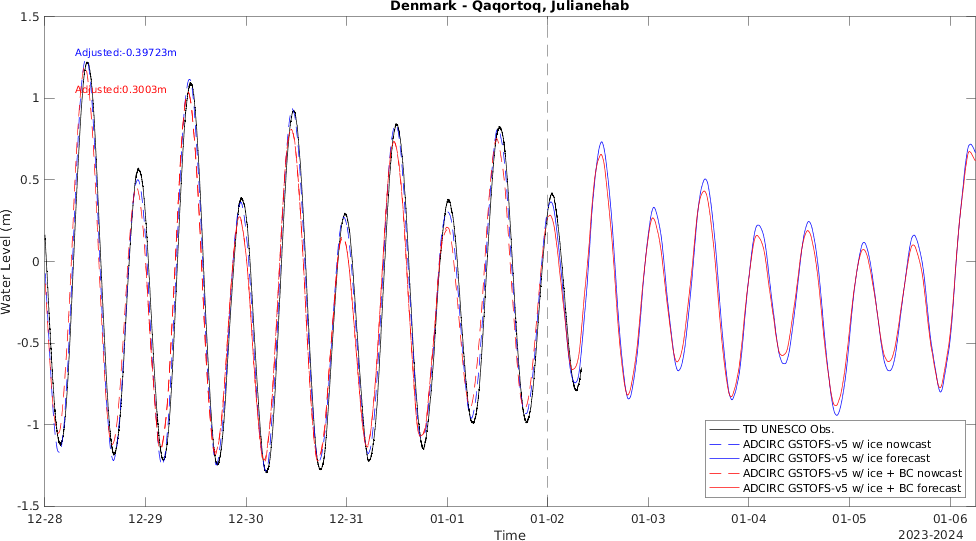 Denmark - Qaqortoq, Julianehab
Adjusted:-0.39723m
Adjusted:0.3003m
1.5
1
0.5
0
-0.5
-1
-1.5
Water Level (m)
12-28
12-29
12-30
12-31
01-01
01-02
01-03
01-04
01-05
01-06
Time
2023-2024
TD UNESCO Obs.
ADCIRC GSTOFS-v5 w/ ice nowcast
ADCIRC GSTOFS-v5 w/ ice forecast
ADCIRC GSTOFS-v5 w/ ice + BC nowcast
ADCIRC GSTOFS-v5 w/ ice + BC forecast